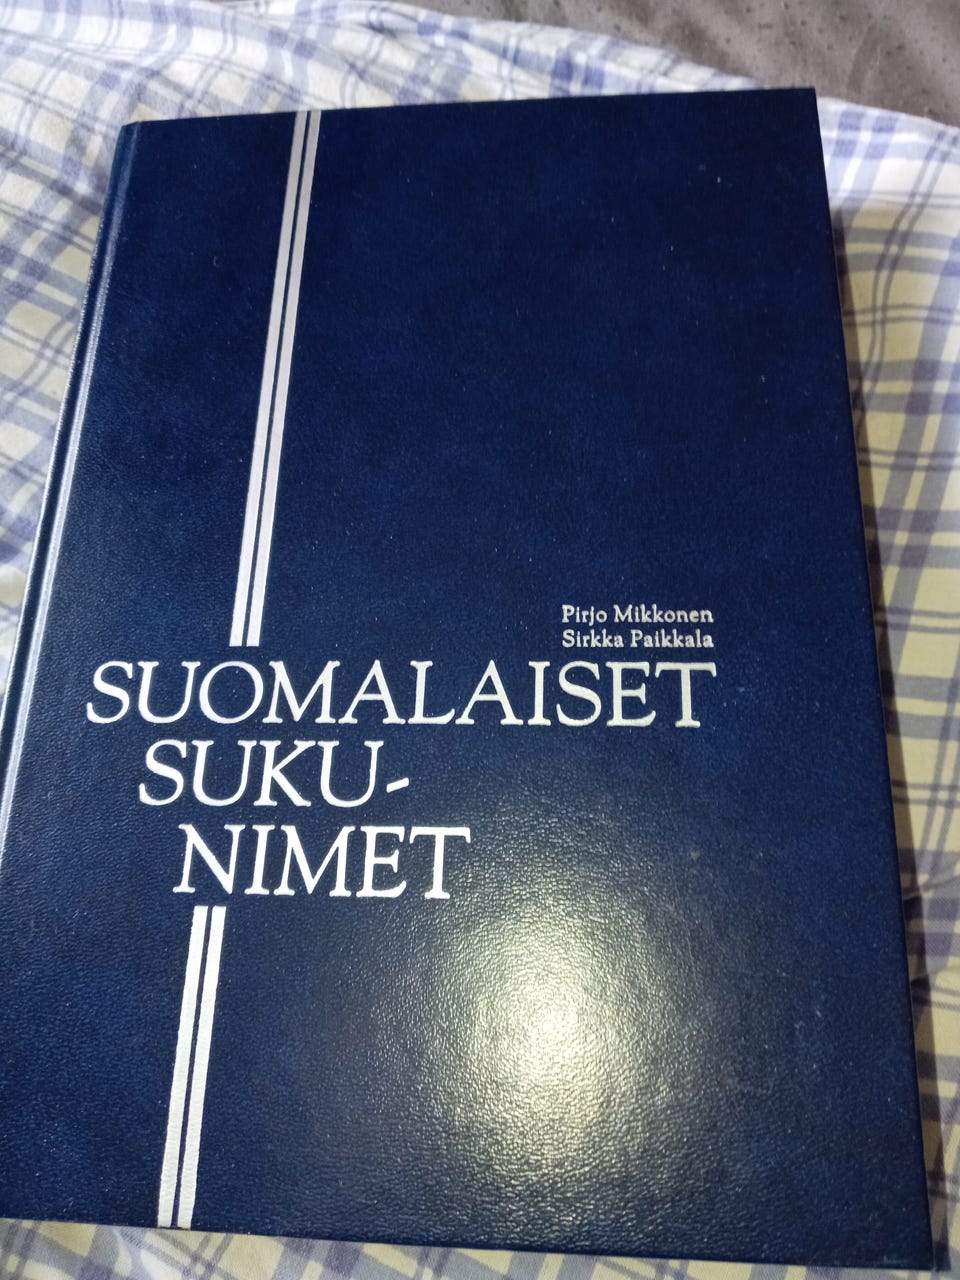 Pirjo Mikkonen
Sirkka Paikkala
SUOMALAISET
SUKU-
NIMET